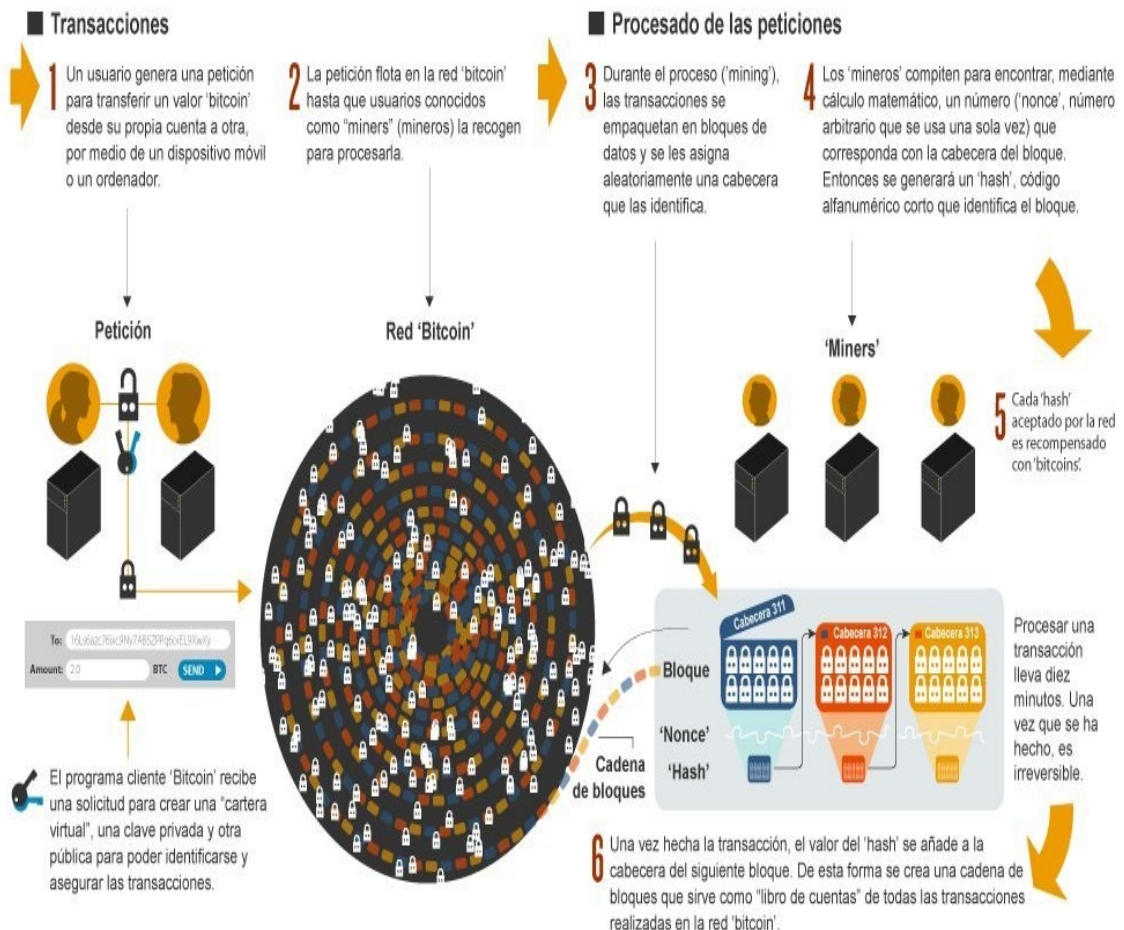 Transacciones
1 Un usuario genera una petición
para transferir un valor 'bitcoin'
desde su propia cuenta a otra,
por medio de un dispositivo móvil
o un ordenador.
2 La petición flota en la red 'bitcoin'
hasta que usuarios conocidos
como "miners" (mineros) la recogen
para procesarla.
Procesado de las peticiones
3 Durante el proceso ('mining'),
las transacciones se
empaquetan en bloques de
datos y se les asigna
aleatoriamente una cabecera
que las identifica.
4 Los 'mineros' compiten para encontrar, mediante
cálculo matemático, un número ('nonce', número
arbitrario que se usa una sola vez) que
corresponda con la cabecera del bloque.
Entonces se generará un 'hash', código
alfanumérico corto que identifica el bloque.
Petición
Red 'Bitcoin'
'Miners'
5 Cada 'hash'
aceptado por la red
es recompensado
con 'bitcoins'.
To:
Amount: 2.0 BTC SEND
El programa cliente 'Bitcoin' recibe
una solicitud para crear una "cartera
virtual", una clave privada y otra
pública para poder identificarse y
asegurar las transacciones.
Cabecera 311
Cabecera 312
Cabecera 313
Bloque
'Nonce'
'Hash'
Cadena
de bloques
Procesar una
transacción
lleva diez
minutos. Una
vez que se ha
hecho, es
irreversible.
6 Una vez hecha la transacción, el valor del 'hash' se añade a la
cabecera del siguiente bloque. De esta forma se crea una cadena de
bloques que sirve como "libro de cuentas" de todas las transacciones
realizadas en la red 'bitcoin'.